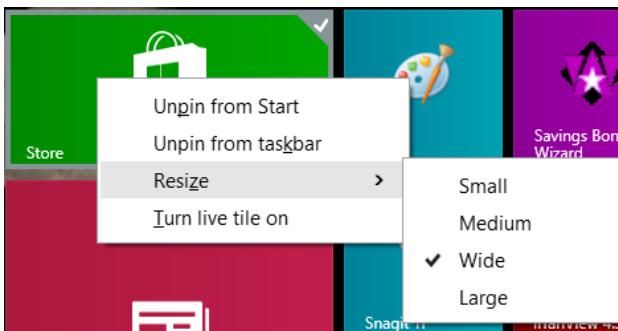 Store
Savings Bon
Wizard
Unpin from Start
Unpin from taskbar
Resize
Turn live tile on
Small
Medium
Wide
Large
Snagit 11